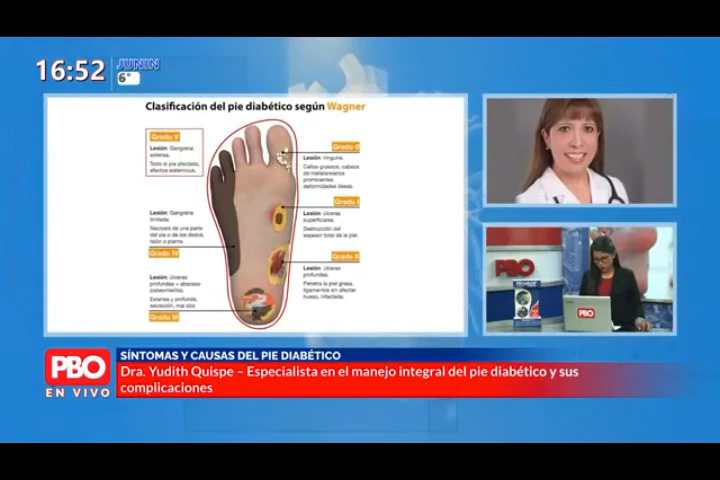 16:52
JUNIN
6°
Clasificación del pie diabético según Wagner
Grado V
Lesión: Gangrena
extensa.
Todo el pie afectado,
efectos sistémicos.
Grado 0
Lesión: ninguna.
Callos gruesos, cabeza
de metatarsianos
prominentes,
deformidades óseas.
Grado I
Lesión: Úlceras
superficiales.
Destrucción del
espesor total de la piel.
Lesión: Gangrena
limitada.
Necrosis de una parte
del pie o de los dedos,
talón o planta.
Grado IV
Grado II
Lesión: Úlceras
profundas.
Penetra la piel grasa,
ligamentos sin afectar
hueso, infectada.
Lesión: Úlceras
profundas + absceso
(osteomielitis).
Extensa y profunda,
secreción, mal olor.
Grado III
PBO
PBO
PBO
EN VIVO
SÍNTOMAS Y CAUSAS DEL PIE DIABÉTICO
Dra. Yudith Quispe – Especialista en el manejo integral del pie diabético y sus
complicaciones